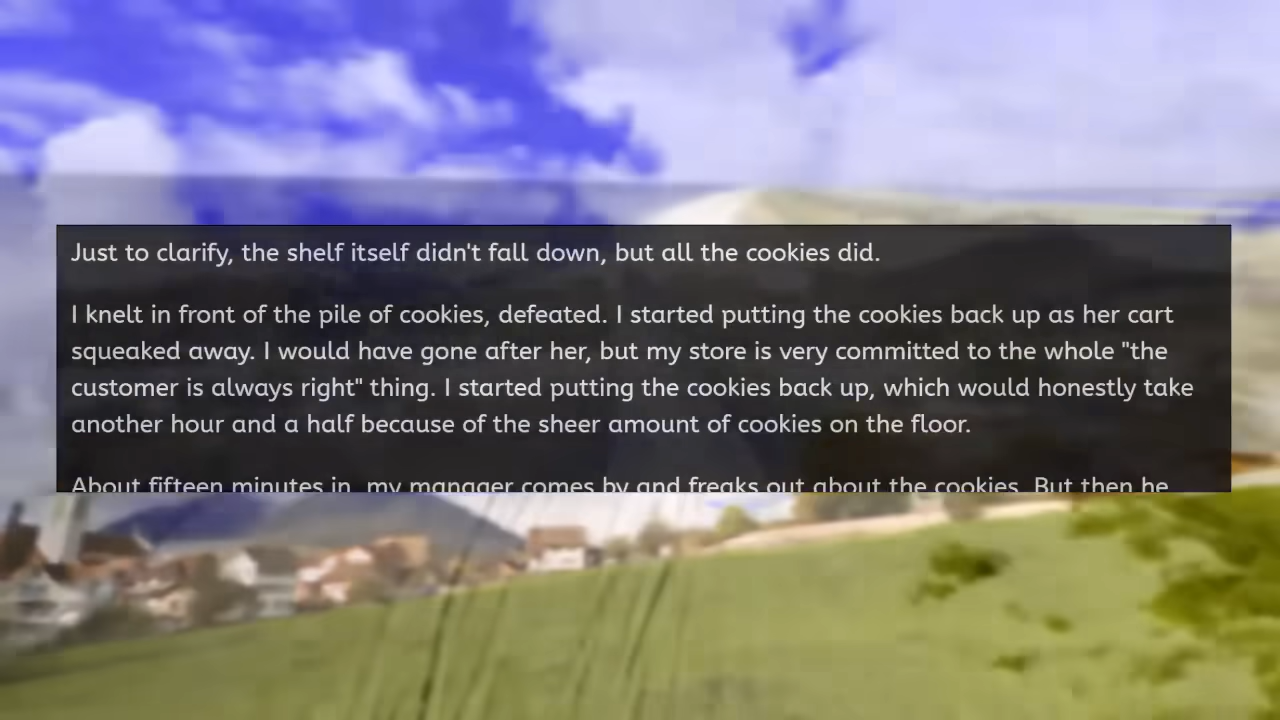 Just to clarify, the shelf itself didn't fall down, but all the cookies did.
I knelt in front of the pile of cookies, defeated. I started putting the cookies back up as her cart
squeaked away. I would have gone after her, but my store is very committed to the whole "the
customer is always right" thing. I started putting the cookies back up, which would honestly take
another hour and a half because of the sheer amount of cookies on the floor.
About fifteen minutes in, my manager comes by and freaks out about the cookies. But then he